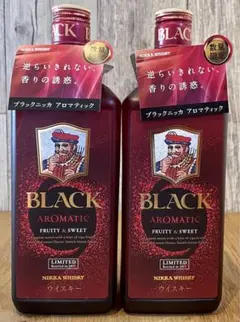 BLACK
数量限定
NIKKA WHISKY
逆らいきれない。
香りの誘惑。
ブラックニッカ アロマティック
BLACK
AROMATIC
FRUITY & SWEET
LIMITED
NIKKA WHISKY
ウイスキー
BLACK
数量限定
NIKKA WHISKY
逆らいきれない。
香りの誘惑。
ブラックニッカ アロマティック
BLACK
AROMATIC
FRUITY & SWEET
LIMITED
NIKKA WHISKY
ウイスキー